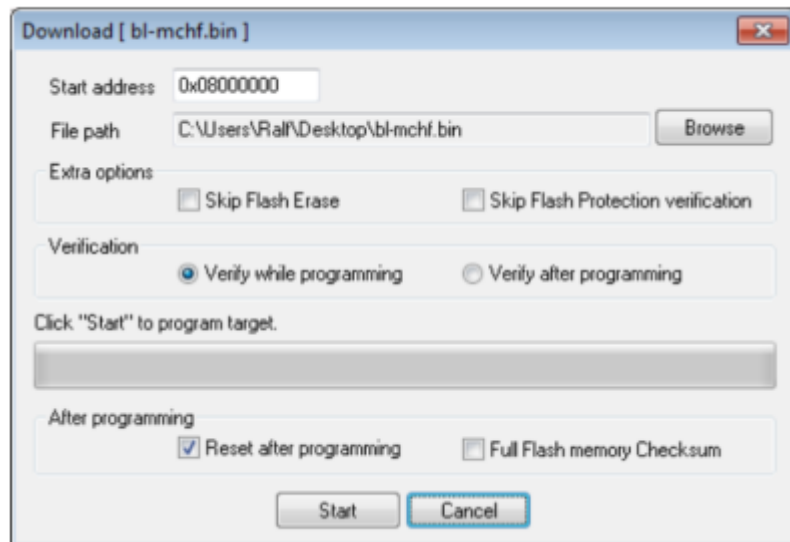 Download [ bl-mchf.bin ]
Start address 0x08000000
File path C:\Users\Ralf\Desktop\bl-mchf.bin Browse
Extra options
Skip Flash Erase Skip Flash Protection verification
Verification
Verify while programming Verify after programming
Click "Start" to program target.
After programming
Reset after programming Full Flash memory Checksum
Start Cancel